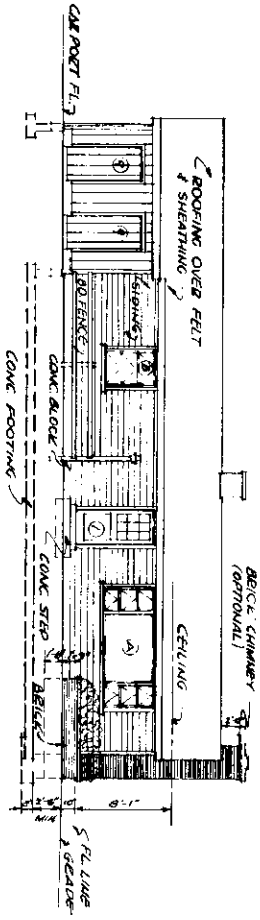 ROOFING OVER FELT
& SHEATHING
BRICK CHIMNEY
(OPTIONAL)
CEILING
SIDING
FENCE
CAR PORT FL.
CONC. BLOCK
CONC. FOOTING
CONC. STEP
BRICK
8'-1"
MIN
FL. LINE
GRADE